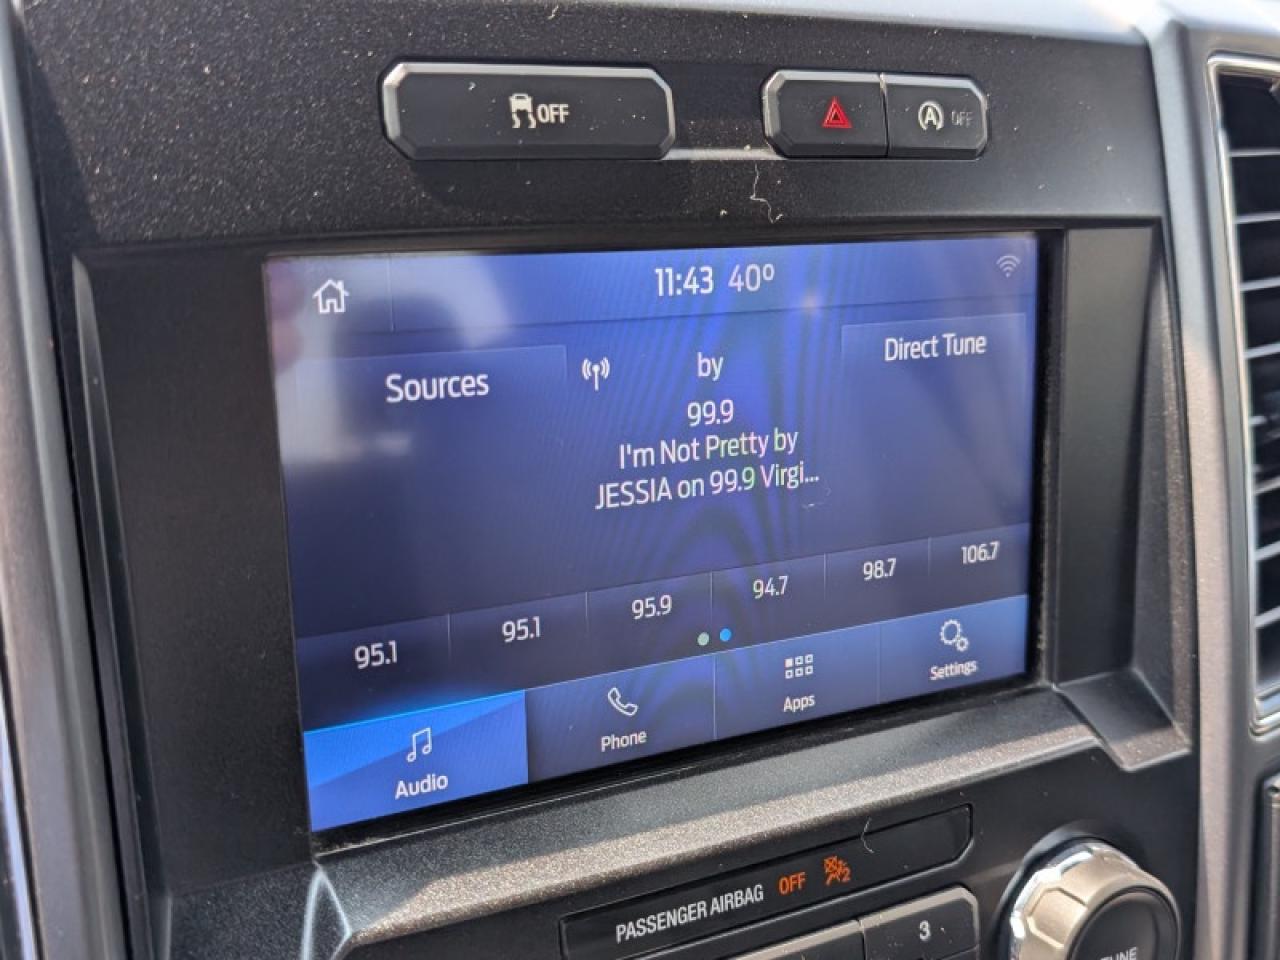 OFF
A OFF
11:43 40°
Sources
by
Direct Tune
99.9
I'm Not Pretty by
JESSIA on 99.9 Virgi...
95.1 95.1 95.9 94.7 98.7 106.7
Audio Phone Apps Settings
PASSENGER AIRBAG OFF 2
3
TUNE